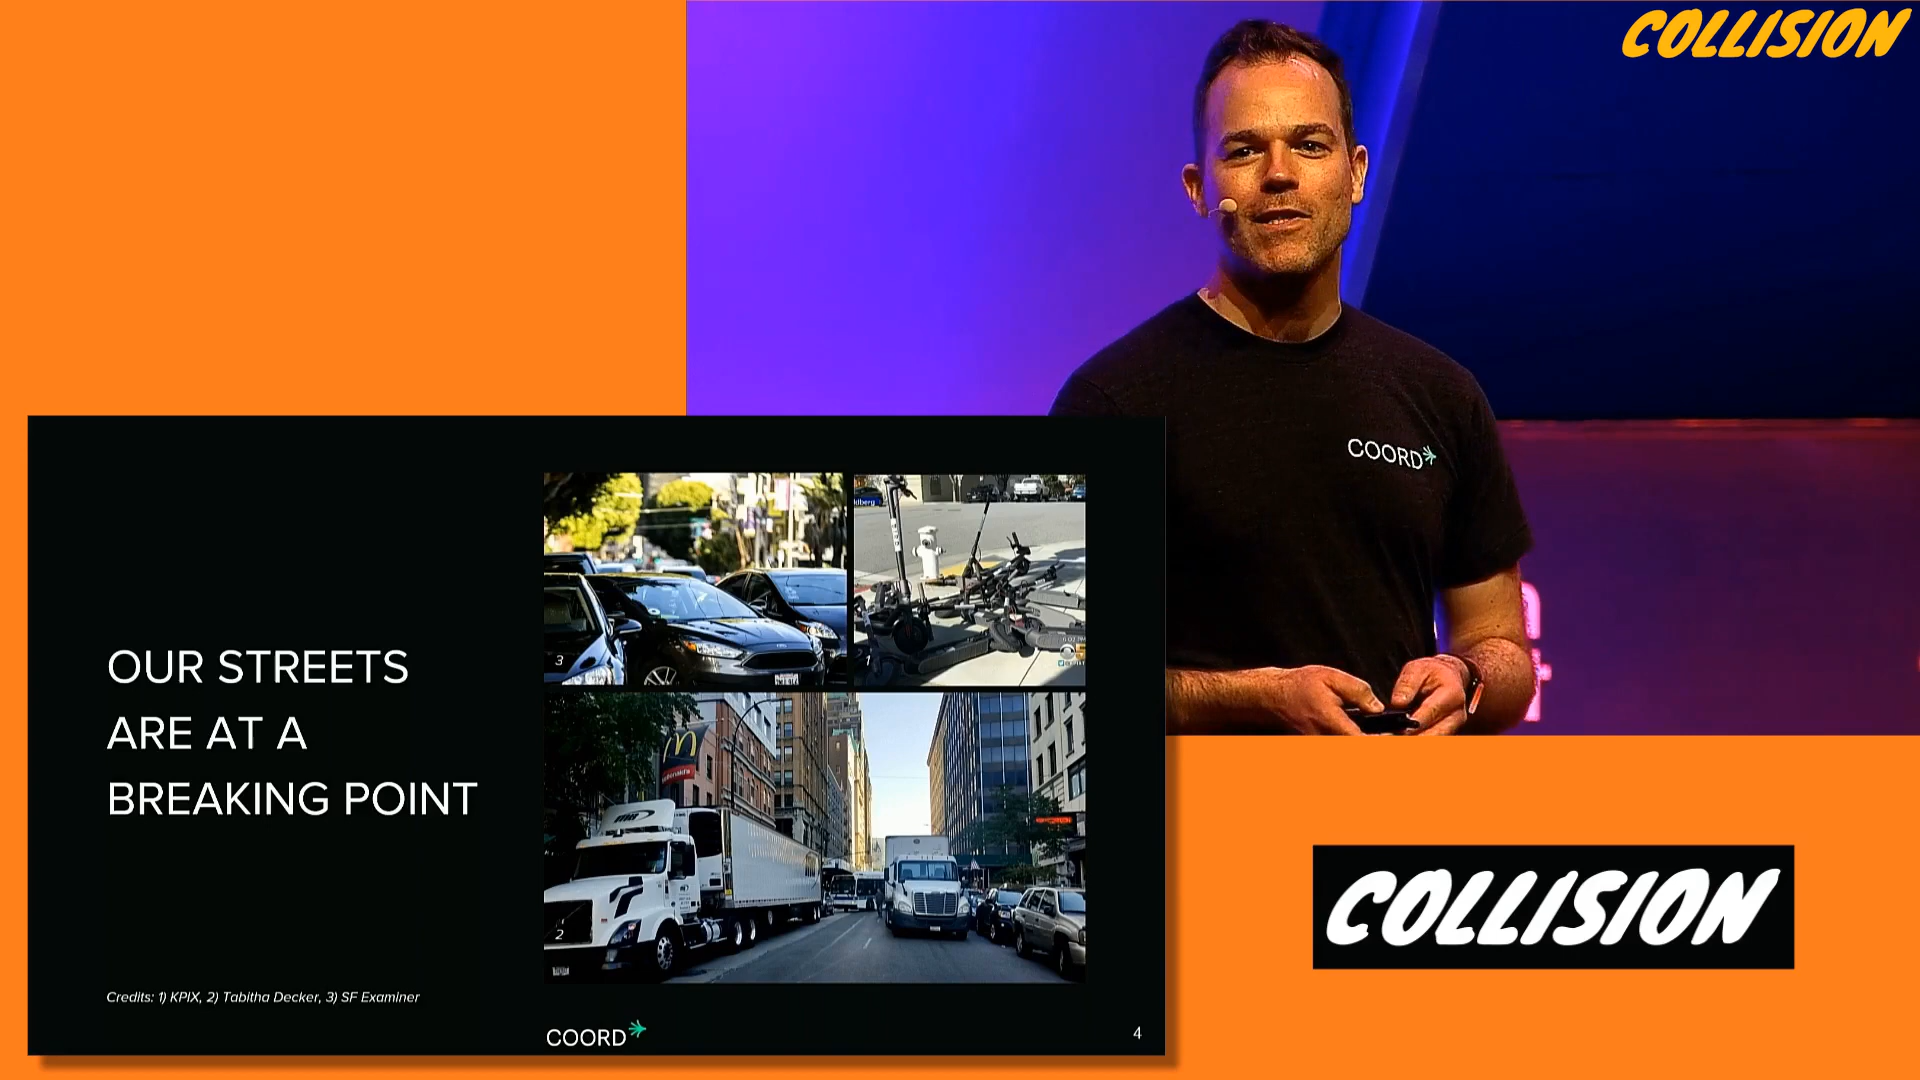 COLLISION
COORD
OUR STREETS
ARE AT A
BREAKING POINT
3
1
McDonald's
2
Credits: 1) KPIX, 2) Tabitha Decker, 3) SF Examiner
COORD
4
COLLISION